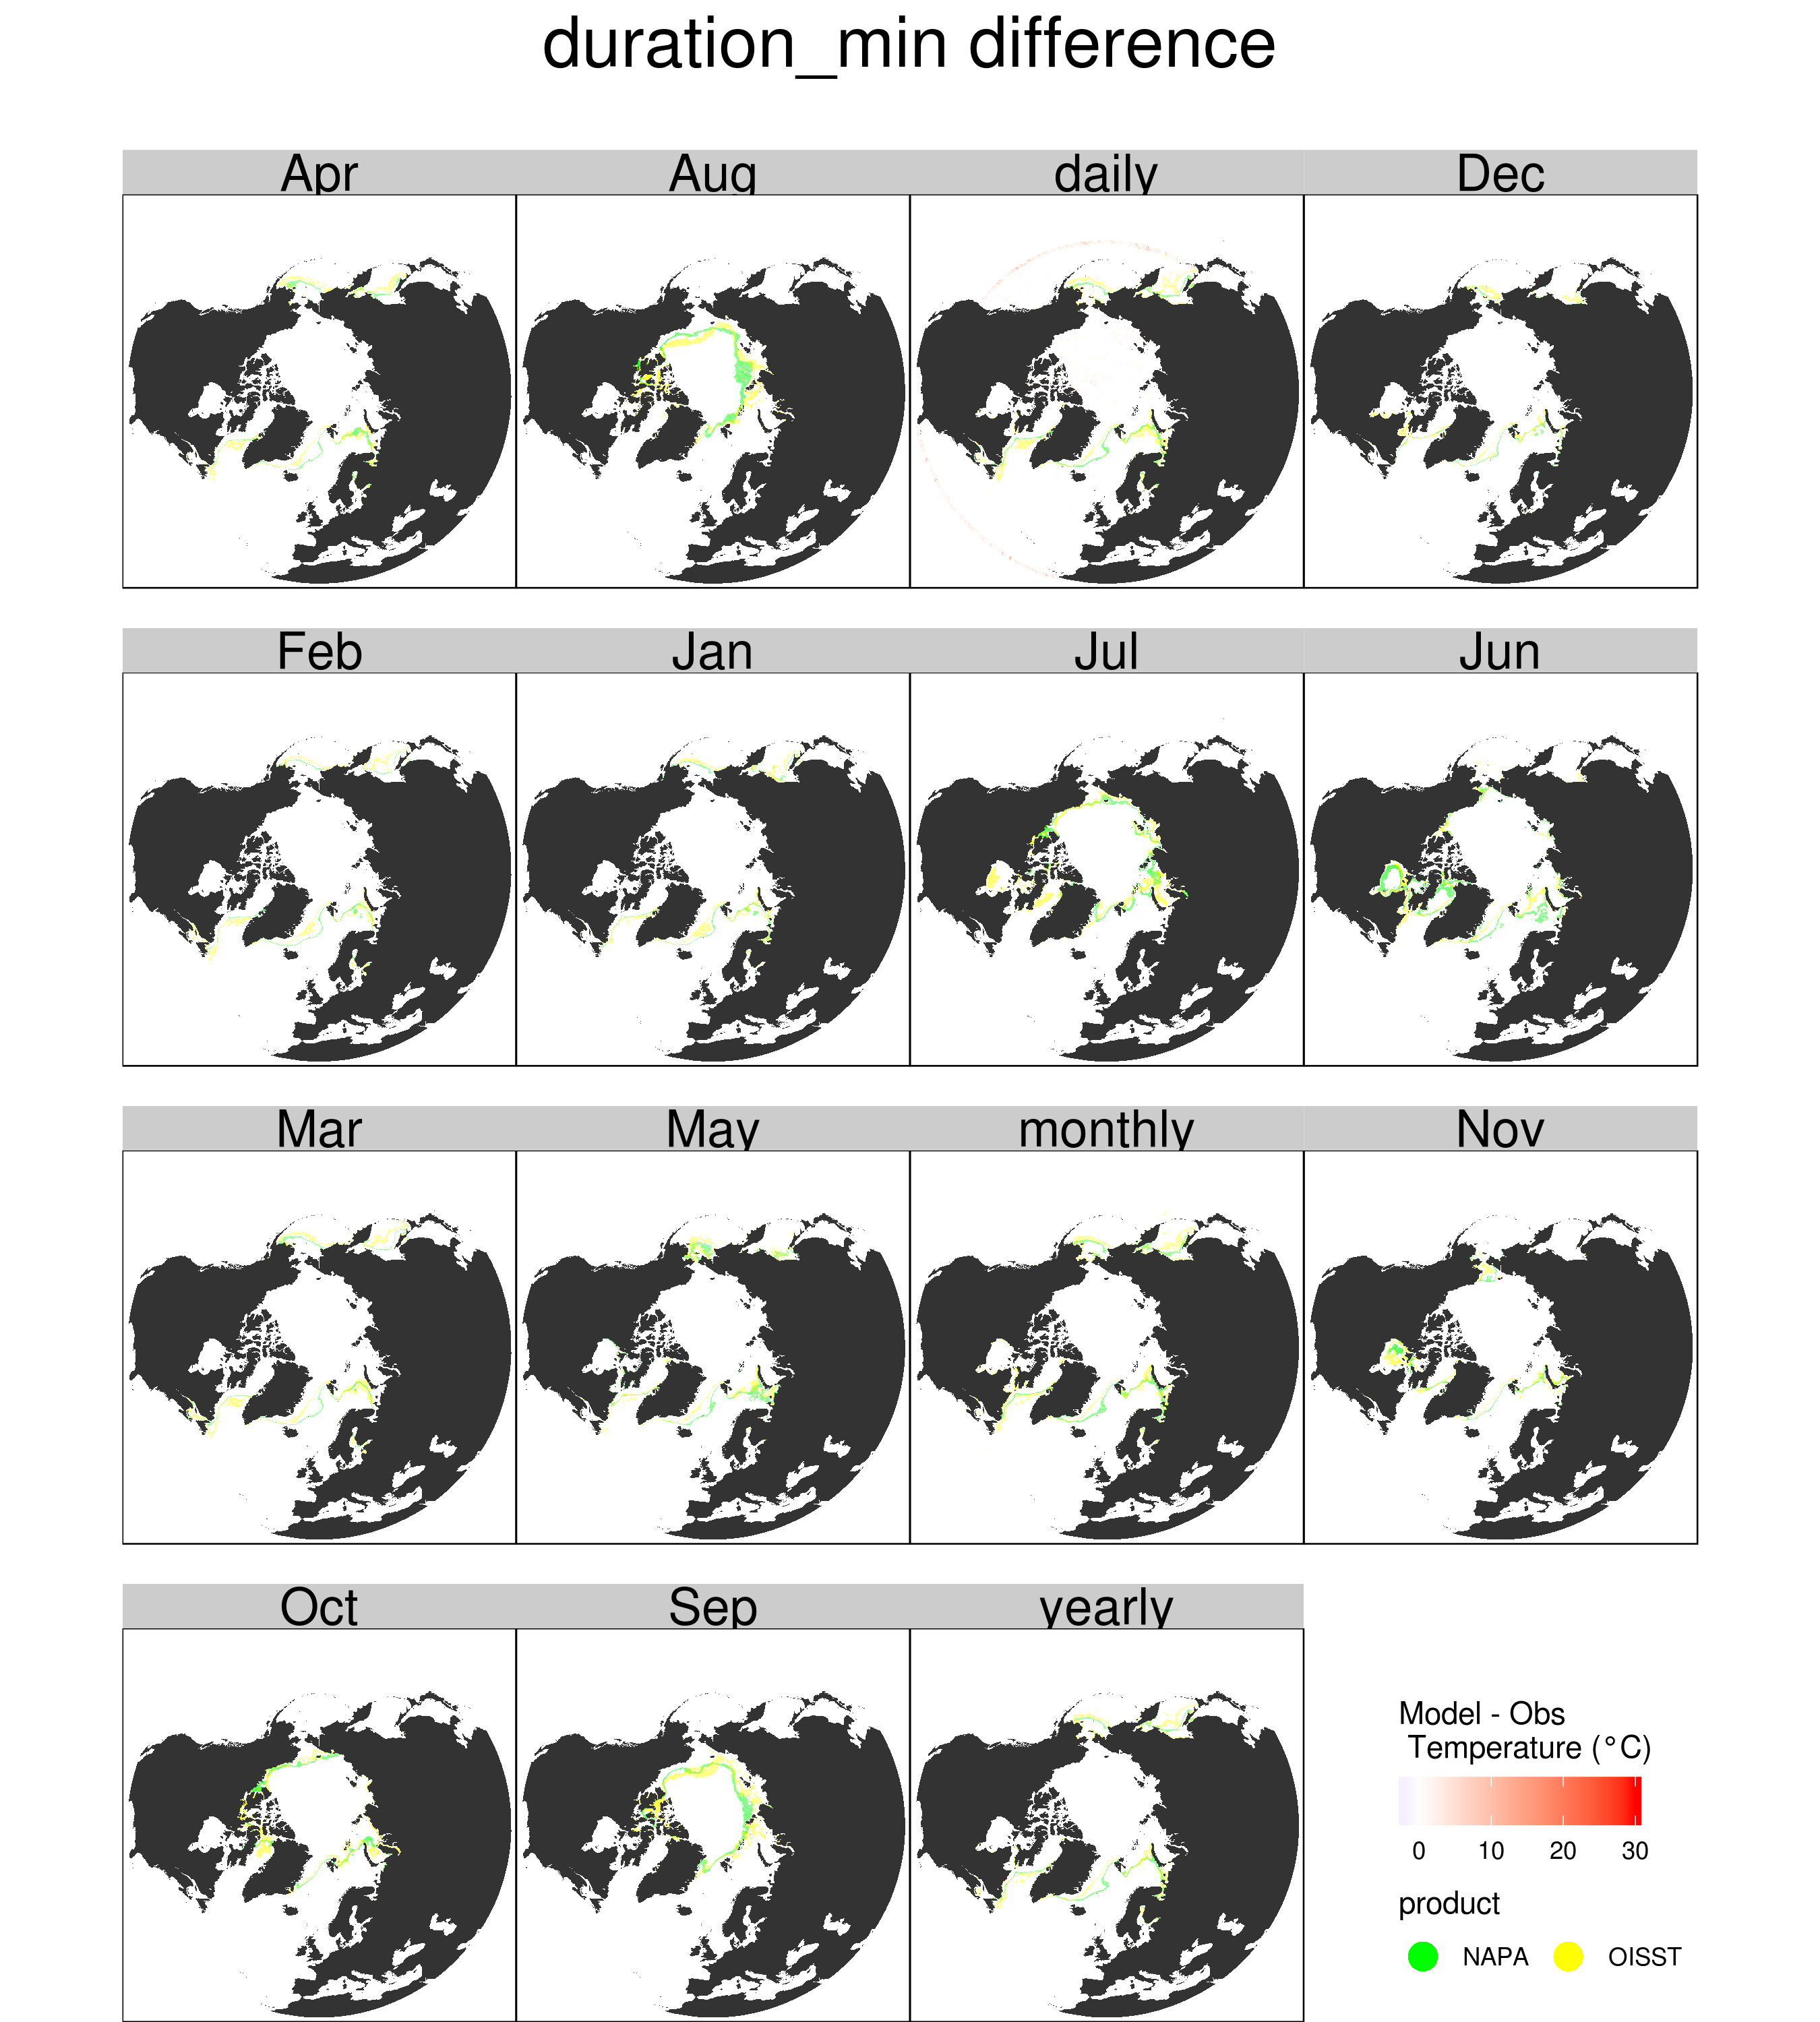 duration_min difference
Apr Aug daily Dec
Feb Jan Jul Jun
Mar May monthly Nov
Oct Sep yearly
Model - Obs
Temperature (°C)
0 10 20 30
product
NAPA OISST